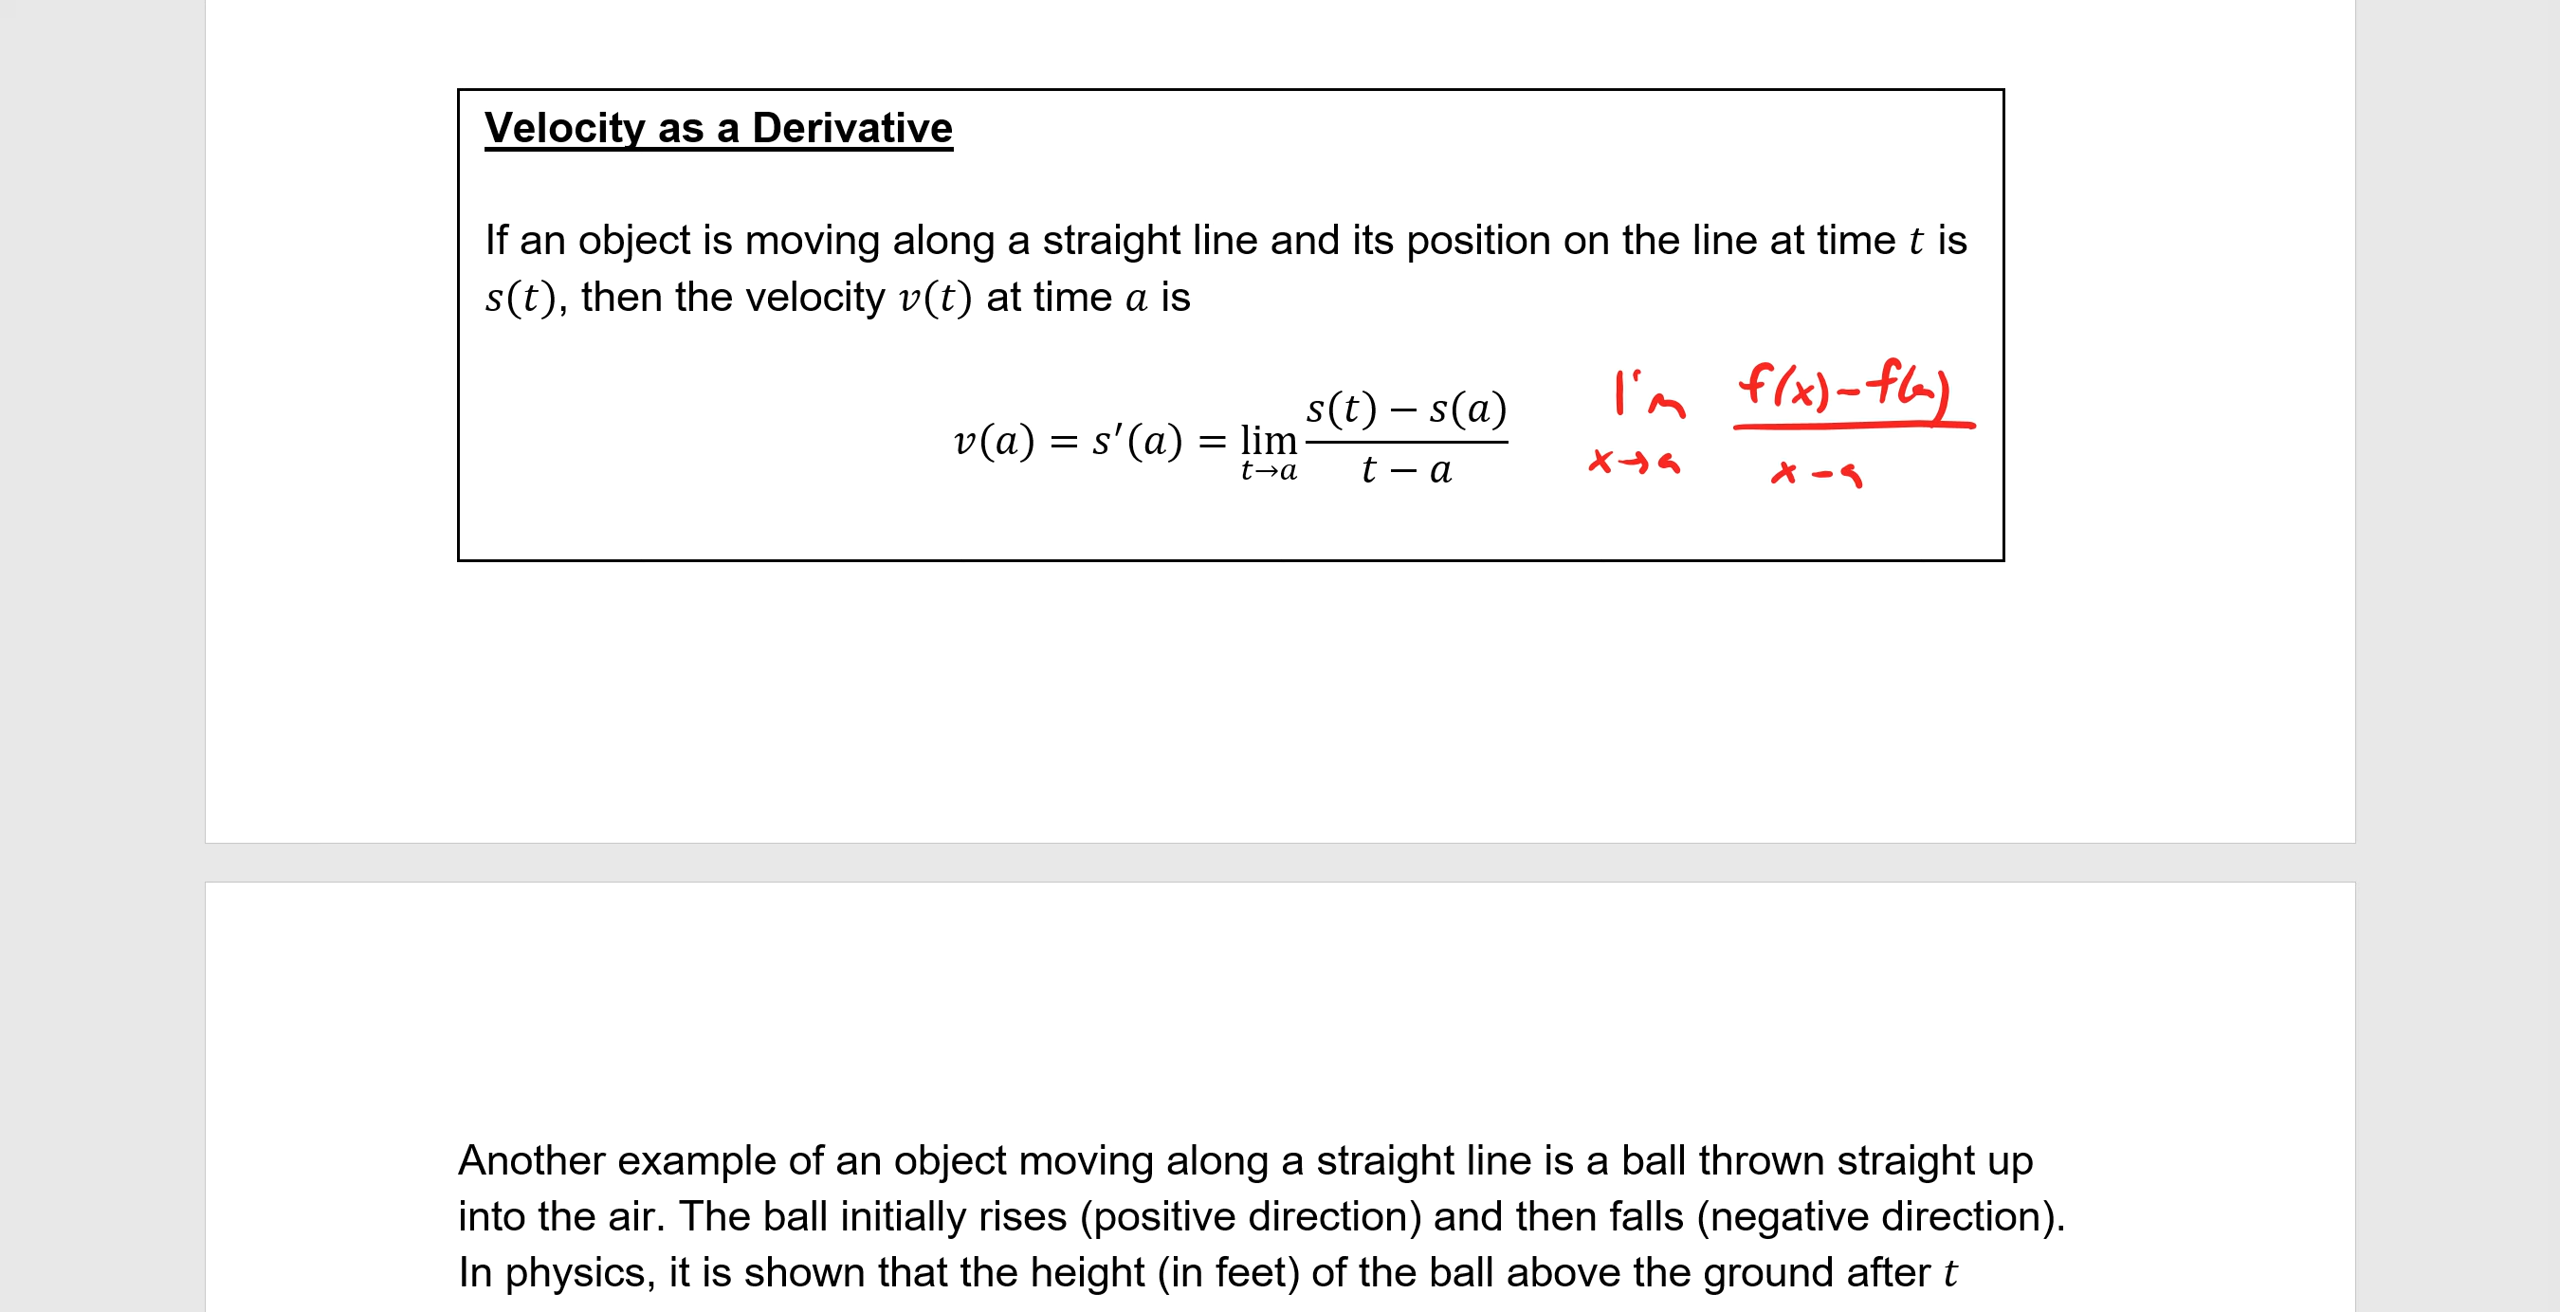 Velocity as a Derivative
If an object is moving along a straight line and its position on the line at time t is
s(t), then the velocity v(t) at time a is
v(a) = s′(a) = lim t→a (s(t) − s(a)) / (t − a)
lim x→a (f(x) − f(a)) / (x − a)
Another example of an object moving along a straight line is a ball thrown straight up
into the air. The ball initially rises (positive direction) and then falls (negative direction).
In physics, it is shown that the height (in feet) of the ball above the ground after t